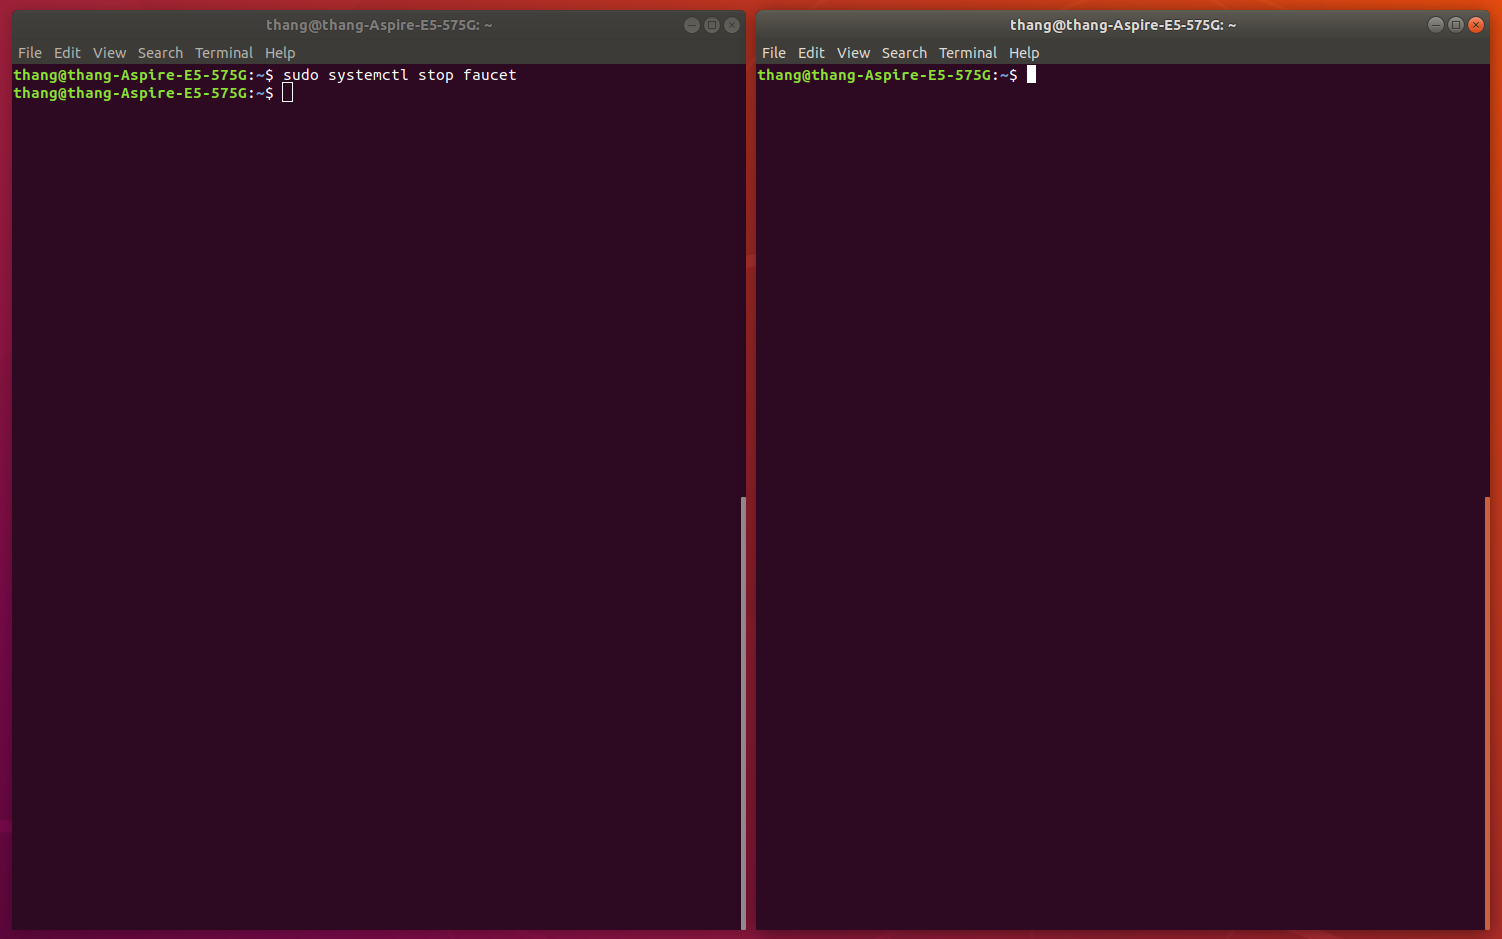 thang@thang-Aspire-E5-575G: ~
File Edit View Search Terminal Help
thang@thang-Aspire-E5-575G:~$ sudo systemctl stop faucet
thang@thang-Aspire-E5-575G:~$
thang@thang-Aspire-E5-575G: ~
File Edit View Search Terminal Help
thang@thang-Aspire-E5-575G:~$